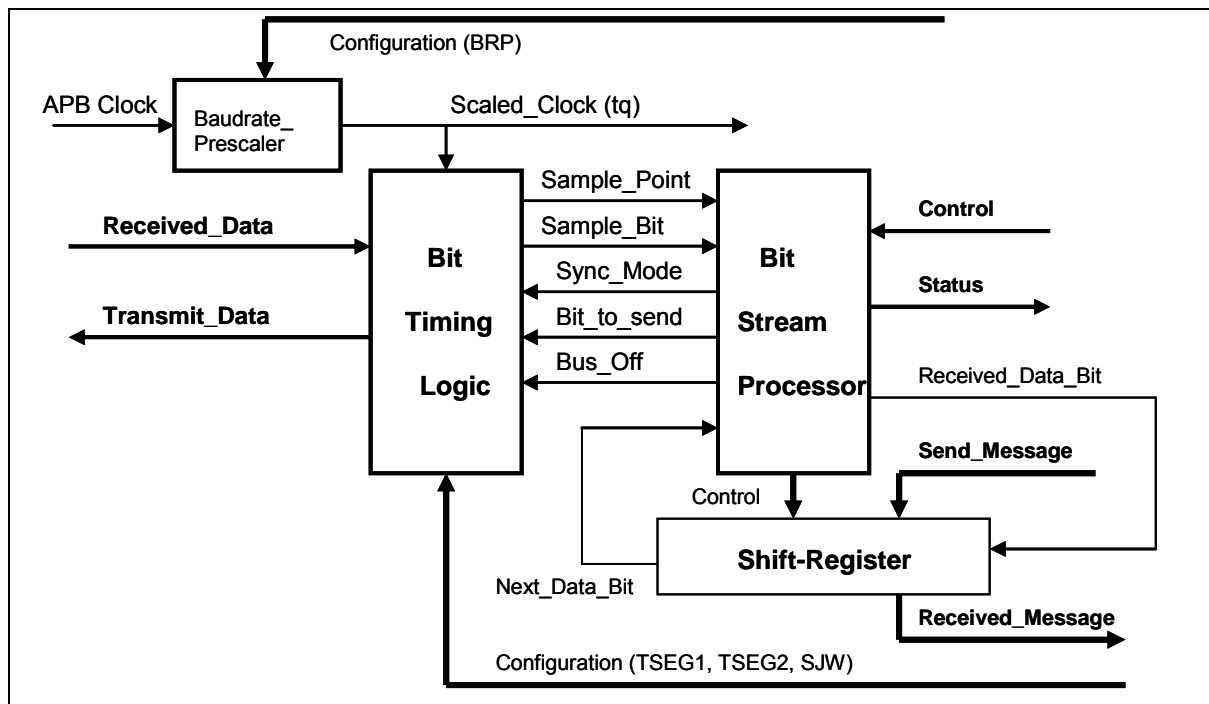 Configuration (BRP)
APB Clock
Baudrate_
Prescaler
Scaled_Clock (tq)
Received_Data
Transmit_Data
Bit
Timing
Logic
Sample_Point
Sample_Bit
Sync_Mode
Bit_to_send
Bus_Off
Bit
Stream
Processor
Control
Status
Received_Data_Bit
Send_Message
Control
Shift-Register
Next_Data_Bit
Received_Message
Configuration (TSEG1, TSEG2, SJW)